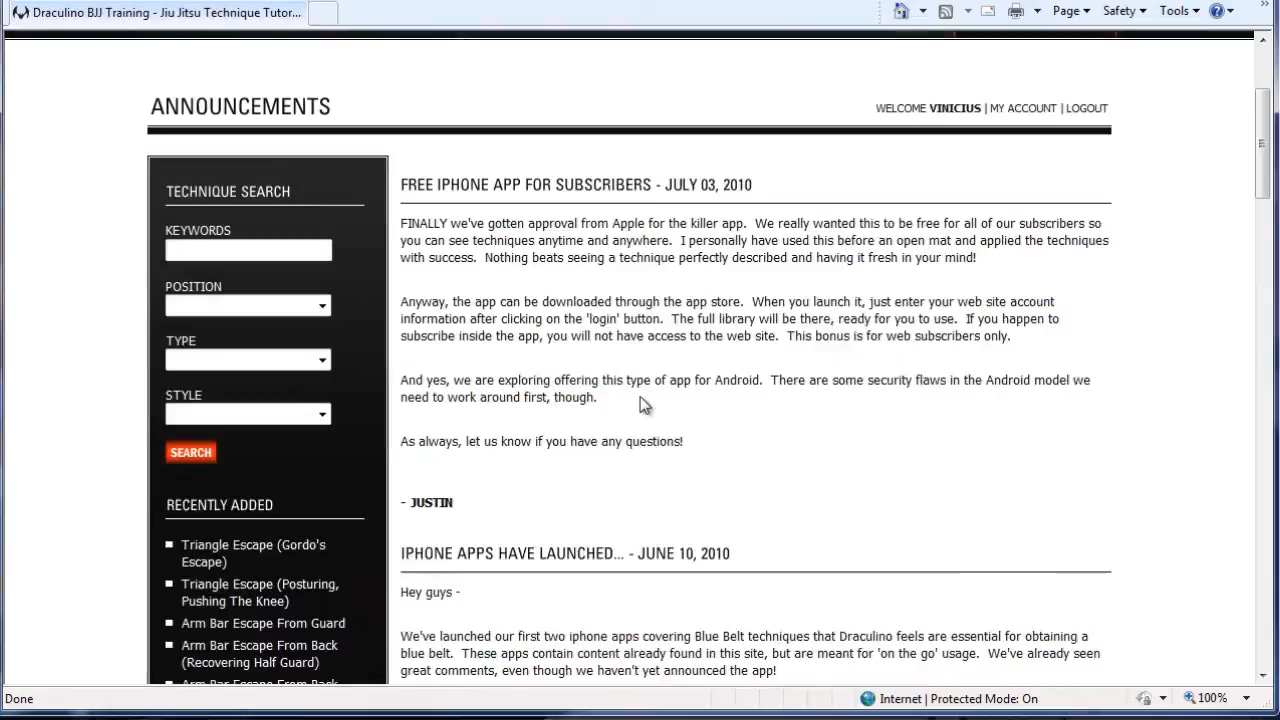 Draculino BJJ Training - Jiu Jitsu Technique Tutor...
Page
Safety
Tools
ANNOUNCEMENTS
WELCOME VINICIUS | MY ACCOUNT | LOGOUT
TECHNIQUE SEARCH
KEYWORDS
POSITION
TYPE
STYLE
SEARCH
RECENTLY ADDED
Triangle Escape (Gordo's
Escape)
Triangle Escape (Posturing,
Pushing The Knee)
Arm Bar Escape From Guard
Arm Bar Escape From Back
(Recovering Half Guard)
Arm Bar Escape From Back
FREE IPHONE APP FOR SUBSCRIBERS - JULY 03, 2010
FINALLY we've gotten approval from Apple for the killer app. We really wanted this to be free for all of our subscribers so
you can see techniques anytime and anywhere. I personally have used this before an open mat and applied the techniques
with success. Nothing beats seeing a technique perfectly described and having it fresh in your mind!
Anyway, the app can be downloaded through the app store. When you launch it, just enter your web site account
information after clicking on the 'login' button. The full library will be there, ready for you to use. If you happen to
subscribe inside the app, you will not have access to the web site. This bonus is for web subscribers only.
And yes, we are exploring offering this type of app for Android. There are some security flaws in the Android model we
need to work around first, though.
As always, let us know if you have any questions!
- JUSTIN
IPHONE APPS HAVE LAUNCHED... - JUNE 10, 2010
Hey guys -
We've launched our first two iphone apps covering Blue Belt techniques that Draculino feels are essential for obtaining a
blue belt. These apps contain content already found in this site, but are meant for 'on the go' usage. We've already seen
great comments, even though we haven't yet announced the app!
Done
Internet | Protected Mode: On
100%